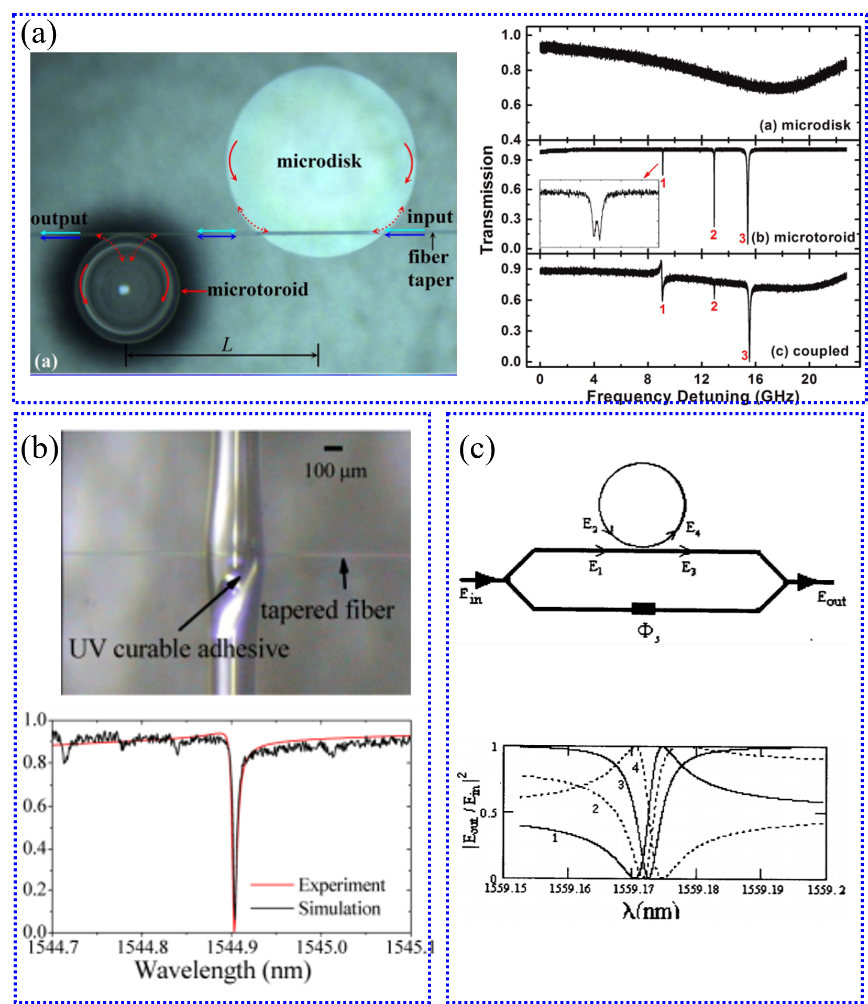 (a)
microdisk
output
input
fiber
taper
microtoroid
L
(a)
1.0
0.8
0.6
0.4
(a) microdisk
0.9
0.6
0.3
0.0
1
2
3
(b) microtoroid
0.9
0.6
0.3
0.0
1
2
3
(c) coupled
Transmission
0 4 8 12 16 20
Frequency Detuning (GHz)
(b)
100 μm
tapered fiber
UV curable adhesive
1.0
0.8
0.6
0.4
0.2
0.0
Experiment
Simulation
1544.7 1544.8 1544.9 1545.0 1545.1
Wavelength (nm)
(c)
E2
E4
E1
E3
Ein
Eout
|Eout / Ein|²
1
0.5
0
4
3
2
1
1559.15 1559.16 1559.17 1559.18 1559.19 1559.2
λ(nm)